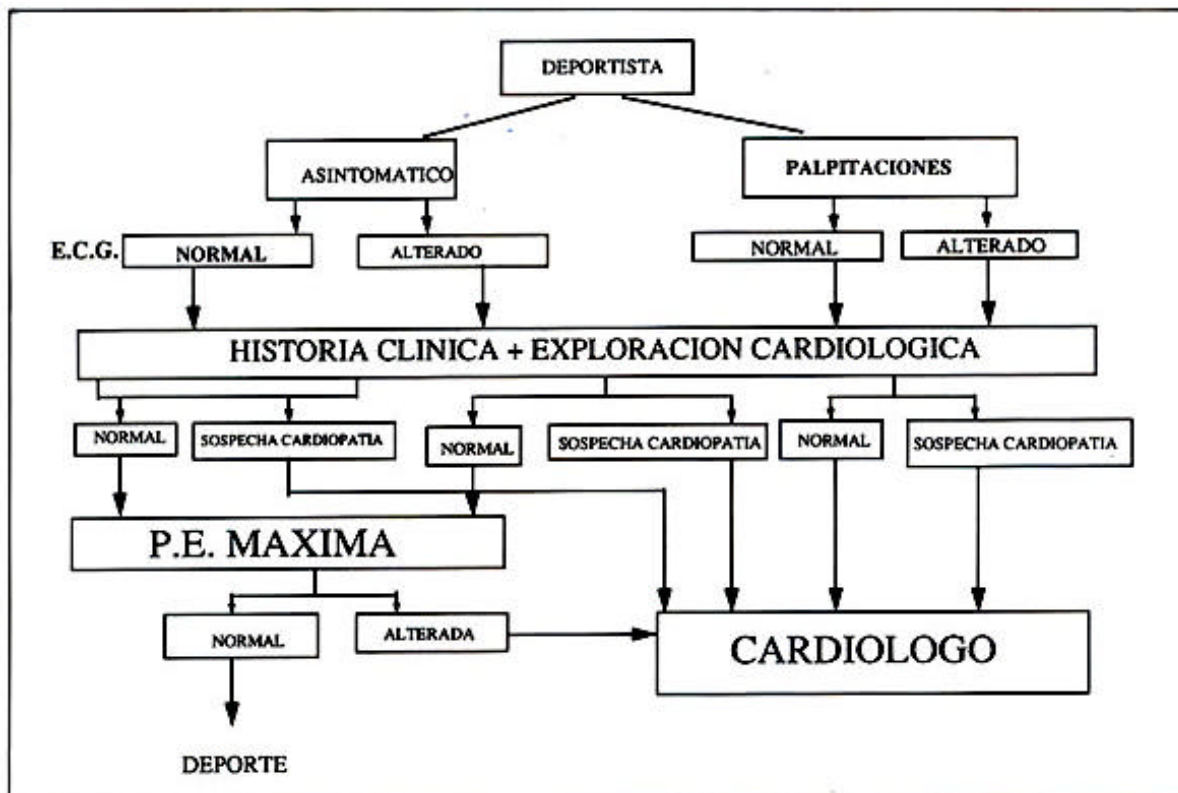 DEPORTISTA
ASINTOMATICO
PALPITACIONES
E.C.G.
NORMAL
ALTERADO
NORMAL
ALTERADO
HISTORIA CLINICA + EXPLORACION CARDIOLOGICA
NORMAL
SOSPECHA CARDIOPATIA
NORMAL
SOSPECHA CARDIOPATIA
NORMAL
SOSPECHA CARDIOPATIA
P.E. MAXIMA
NORMAL
ALTERADA
CARDIOLOGO
DEPORTE